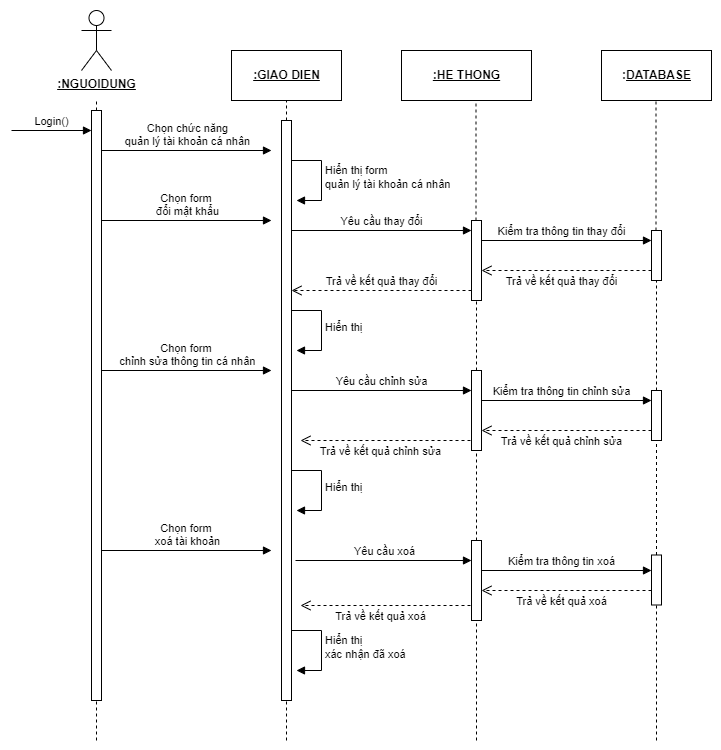 :NGUOIDUNG
:GIAO DIEN
:HE THONG
:DATABASE
Login()
Chọn chức năng
quản lý tài khoản cá nhân
Hiển thị form
quản lý tài khoản cá nhân
Chọn form
đổi mật khẩu
Yêu cầu thay đổi
Kiểm tra thông tin thay đổi
Trả về kết quả thay đổi
Trả về kết quả thay đổi
Hiển thị
Chọn form
chỉnh sửa thông tin cá nhân
Yêu cầu chỉnh sửa
Kiểm tra thông tin chỉnh sửa
Trả về kết quả chỉnh sửa
Trả về kết quả chỉnh sửa
Hiển thị
Chọn form
xoá tài khoản
Yêu cầu xoá
Kiểm tra thông tin xoá
Trả về kết quả xoá
Trả về kết quả xoá
Hiển thị
xác nhận đã xoá